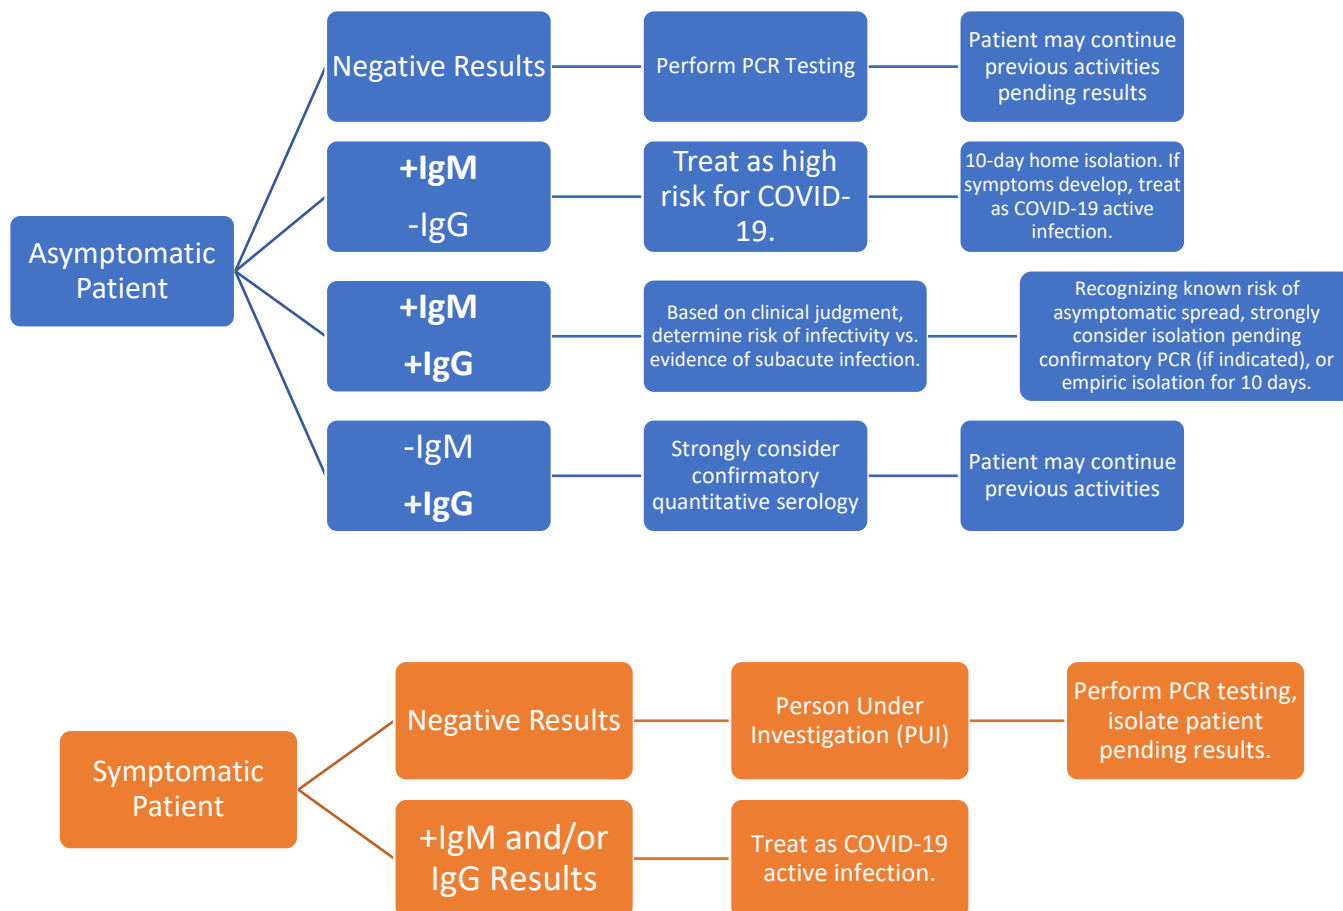 Negative Results
Perform PCR Testing
Patient may continue
previous activities
pending results
+IgM
-IgG
Treat as high
risk for COVID-
19.
10-day home isolation. If
symptoms develop, treat
as COVID-19 active
infection.
Asymptomatic
Patient
+IgM
+IgG
Based on clinical judgment,
determine risk of infectivity vs.
evidence of subacute infection.
Recognizing known risk of
asymptomatic spread, strongly
consider isolation pending
confirmatory PCR (if indicated), or
empiric isolation for 10 days.
-IgM
+IgG
Strongly consider
confirmatory
quantitative serology
Patient may continue
previous activities
Symptomatic
Patient
Negative Results
Person Under
Investigation (PUI)
Perform PCR testing,
isolate patient
pending results.
+IgM and/or
IgG Results
Treat as COVID-19
active infection.